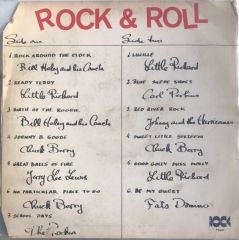 ROCK & ROLL
Side one
1. ROCK AROUND THE CLOCK
Bill Haley and his Comets
2. READY TEDDY
Little Richard
3. BIRTH OF THE BOOGIE
Bill Haley and his Comets
4. JOHNNY B. GOODE
Chuck Berry
5. GREAT BALLS OF FIRE
Jerry Lee Lewis
6. NO PARTICULAR PLACE TO GO
Chuck Berry
7. SCHOOL DAYS
The
Side two
1. LUCILLE
Little Richard
2. BLUE SUEDE SHOES
Carl Perkins
3. RED RIVER ROCK
Johnny and the Hurricanes
4. SWEET LITTLE SIXTEEN
Chuck Berry
5. GOOD GOLLY MISS MOLLY
Little Richard
6. BE MY GUEST
Fats Domino